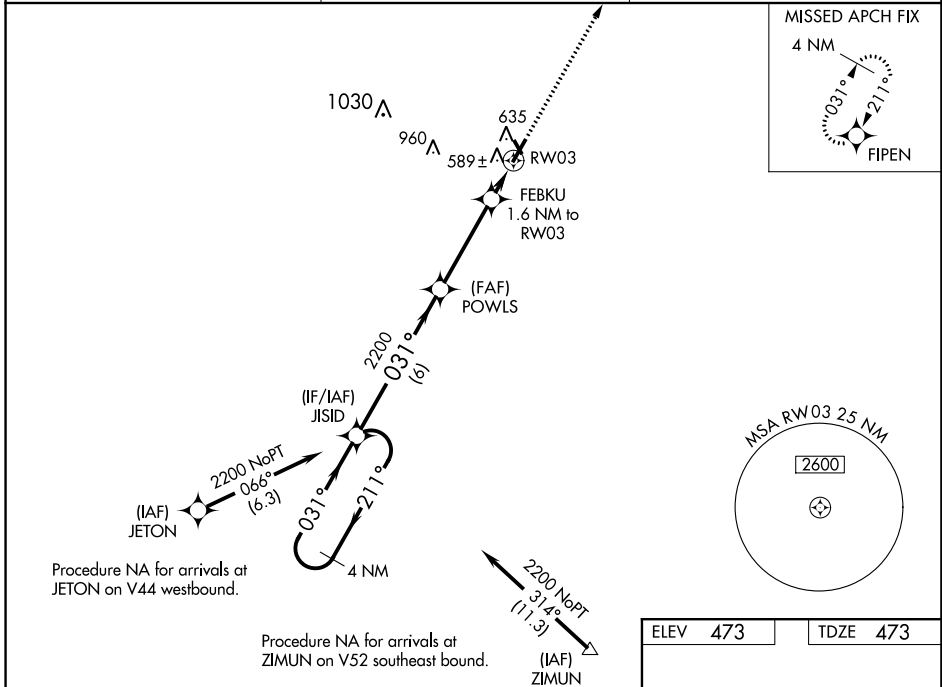 MISSED APCH FIX
4 NM
031°
211°
FIPEN
1030
960
635
589±
RW03
FEBKU
1.6 NM to
RW03
(FAF)
POWLS
2200
031°
(6)
(IF/IAF)
JISID
2200 NoPT
066°
(6.3)
(IAF)
JETON
031°
211°
4 NM
Procedure NA for arrivals at
JETON on V44 westbound.
MSA RW03 25 NM
2600
2200 NoPT
314°
(11.3)
(IAF)
ZIMUN
Procedure NA for arrivals at
ZIMUN on V52 southeast bound.
ELEV 473
TDZE 473